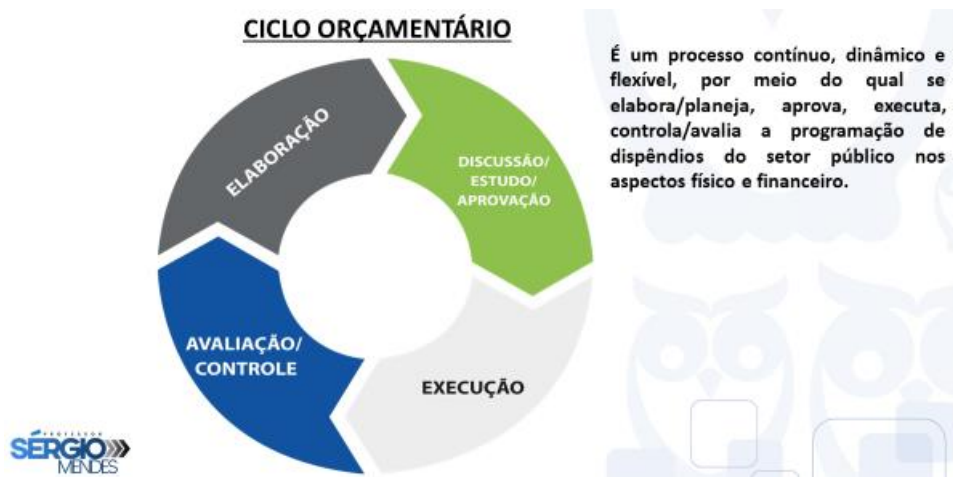 CICLO ORÇAMENTÁRIO
É um processo contínuo, dinâmico e
flexível, por meio do qual se
elabora/planeja, aprova, executa,
controla/avalia a programação de
dispêndios do setor público nos
aspectos físico e financeiro.
ELABORAÇÃO
DISCUSSÃO/
ESTUDO/
APROVAÇÃO
EXECUÇÃO
AVALIAÇÃO/
CONTROLE
PROFESSOR
SÉRGIO
MENDES